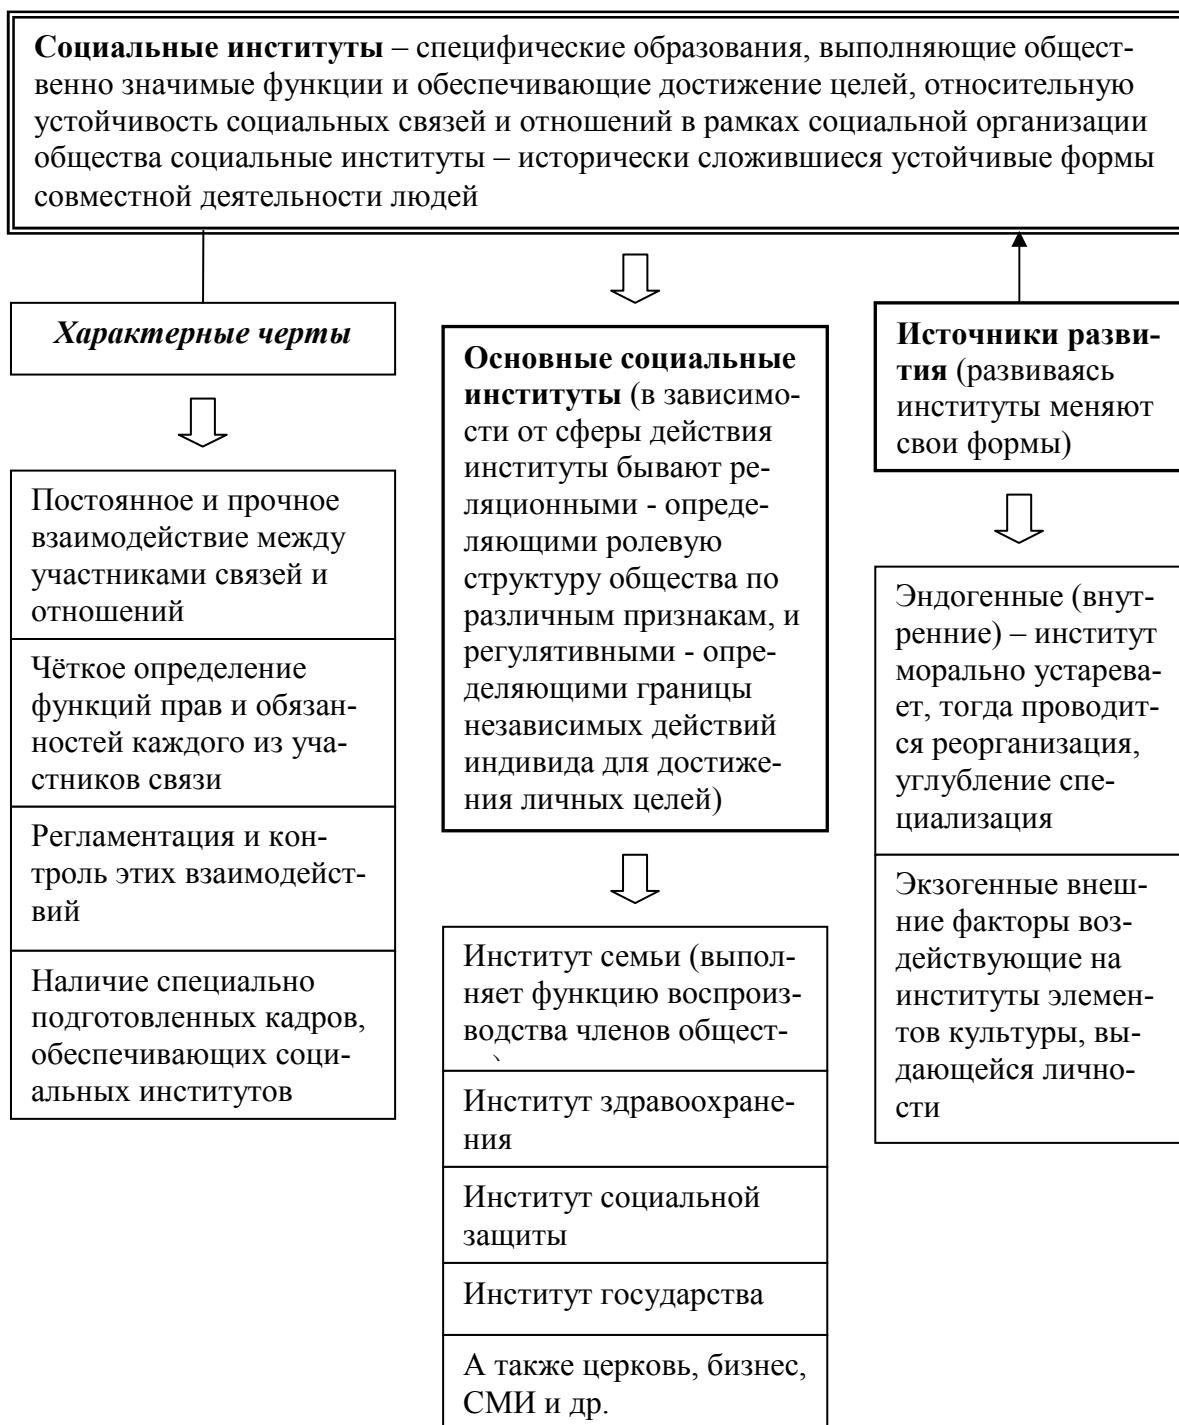 Социальные институты – специфические образования, выполняющие общест-
венно значимые функции и обеспечивающие достижение целей, относительную
устойчивость социальных связей и отношений в рамках социальной организации
общества социальные институты – исторически сложившиеся устойчивые формы
совместной деятельности людей
Характерные черты
Постоянное и прочное
взаимодействие между
участниками связей и
отношений
Чёткое определение
функций прав и обязан-
ностей каждого из уча-
стников связи
Регламентация и кон-
троль этих взаимодейст-
вий
Наличие специально
подготовленных кадров,
обеспечивающих соци-
альных институтов
Основные социальные
институты (в зависимо-
сти от сферы действия
институты бывают ре-
ляционными - опреде-
ляющими ролевую
структуру общества по
различным признакам, и
регулятивными - опре-
деляющими границы
независимых действий
индивида для достиже-
ния личных целей)
Институт семьи (выпол-
няет функцию воспроиз-
водства членов общест-
Институт здравоохране-
ния
Институт социальной
защиты
Институт государства
А также церковь, бизнес,
СМИ и др.
Источники разви-
тия (развиваясь
институты меняют
свои формы)
Эндогенные (внут-
ренние) – институт
морально устарева-
ет, тогда проводит-
ся реорганизация,
углубление спе-
циализация
Экзогенные внеш-
ние факторы воз-
действующие на
институты элемен-
тов культуры, вы-
дающейся лично-
сти